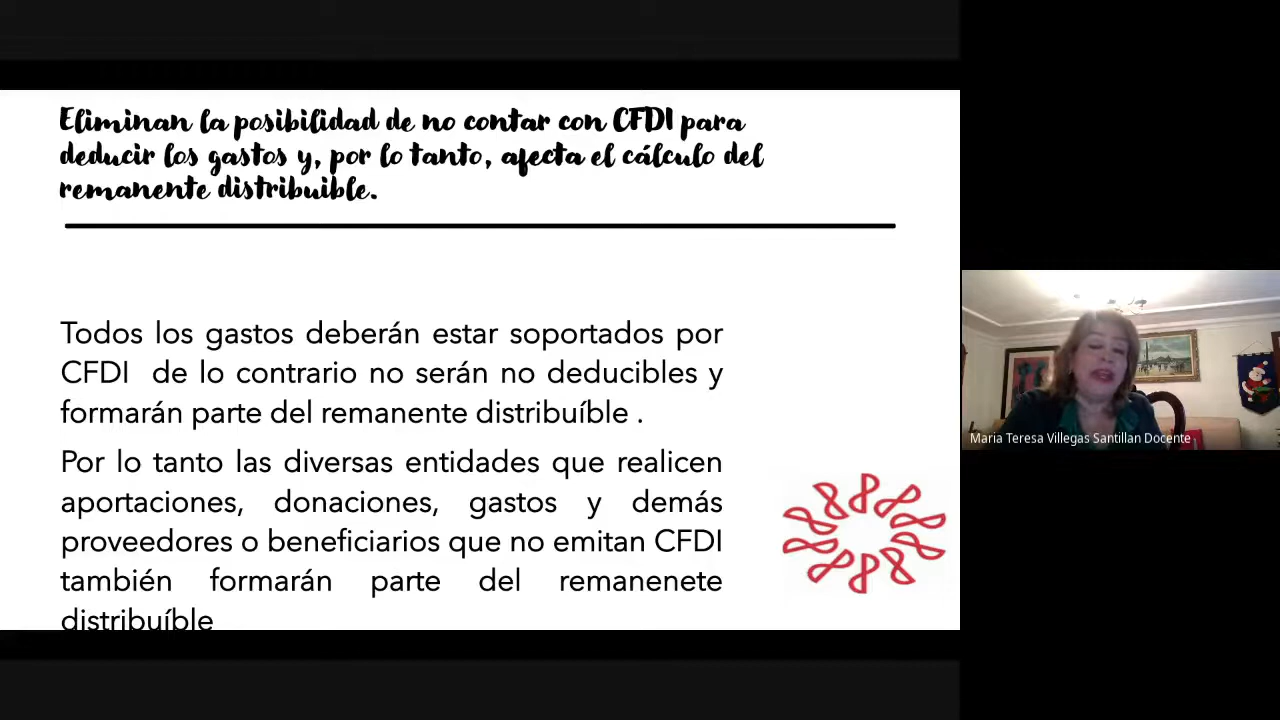 Eliminan la posibilidad de no contar con CFDI para
deducir los gastos y, por lo tanto, afecta el cálculo del
remanente distribuible.
Todos los gastos deberán estar soportados por
CFDI de lo contrario no serán no deducibles y
formarán parte del remanente distribuíble .
Por lo tanto las diversas entidades que realicen
aportaciones, donaciones, gastos y demás
proveedores o beneficiarios que no emitan CFDI
también formarán parte del remanenete
distribuíble
Maria Teresa Villegas Santillan Docente